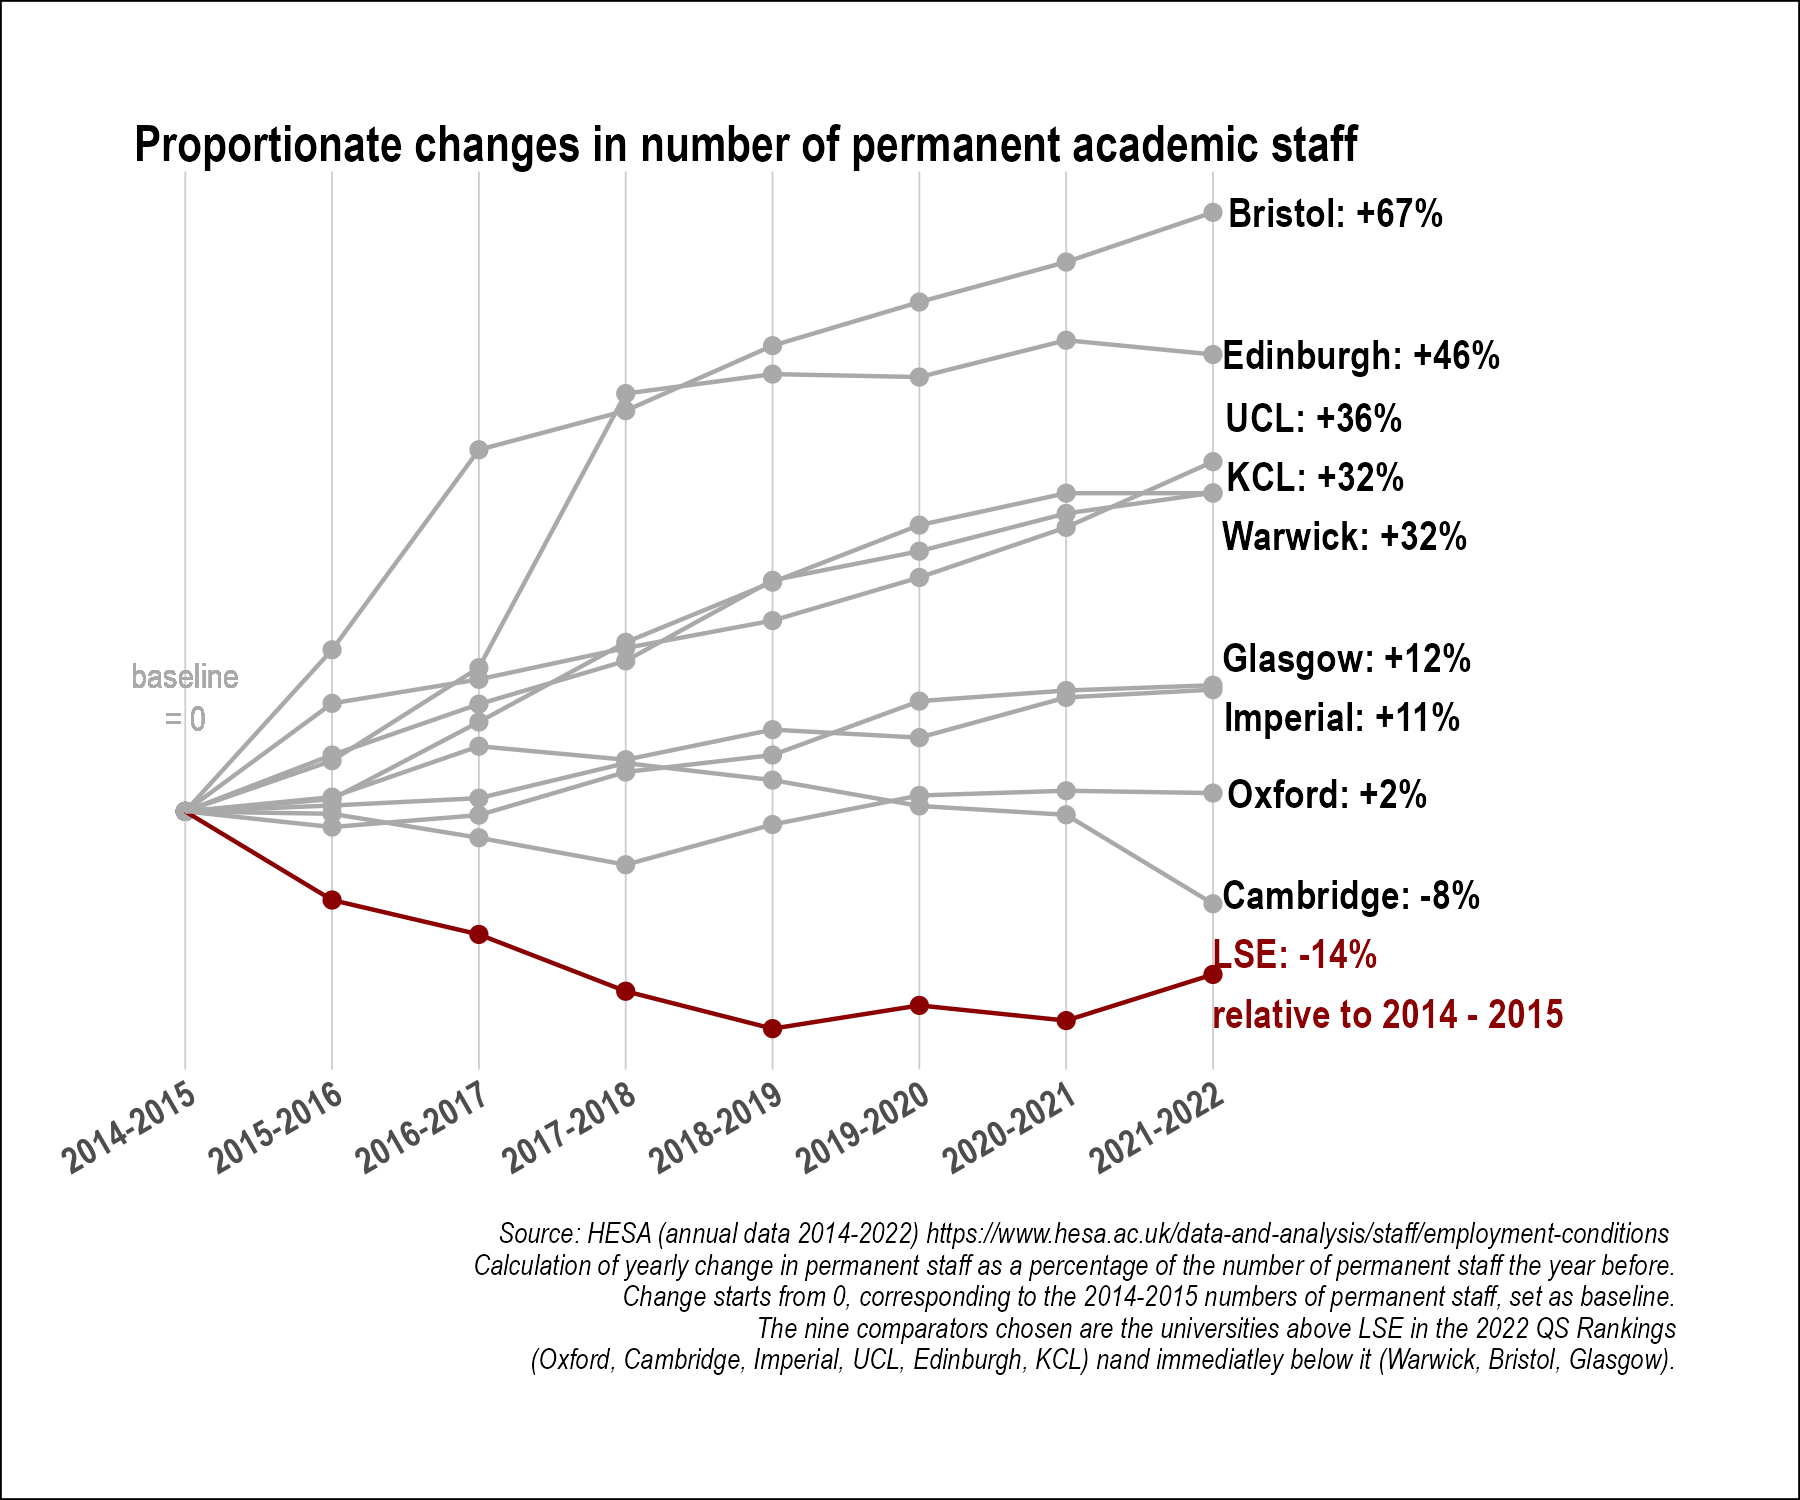 Proportionate changes in number of permanent academic staff
Bristol: +67%
Edinburgh: +46%
UCL: +36%
KCL: +32%
Warwick: +32%
baseline
= 0
Glasgow: +12%
Imperial: +11%
Oxford: +2%
Cambridge: -8%
LSE: -14%
relative to 2014 - 2015
2014-2015
2015-2016
2016-2017
2017-2018
2018-2019
2019-2020
2020-2021
2021-2022
Source: HESA (annual data 2014-2022) https://www.hesa.ac.uk/data-and-analysis/staff/employment-conditions
Calculation of yearly change in permanent staff as a percentage of the number of permanent staff the year before.
Change starts from 0, corresponding to the 2014-2015 numbers of permanent staff, set as baseline.
The nine comparators chosen are the universities above LSE in the 2022 QS Rankings
(Oxford, Cambridge, Imperial, UCL, Edinburgh, KCL) nand immediatley below it (Warwick, Bristol, Glasgow).